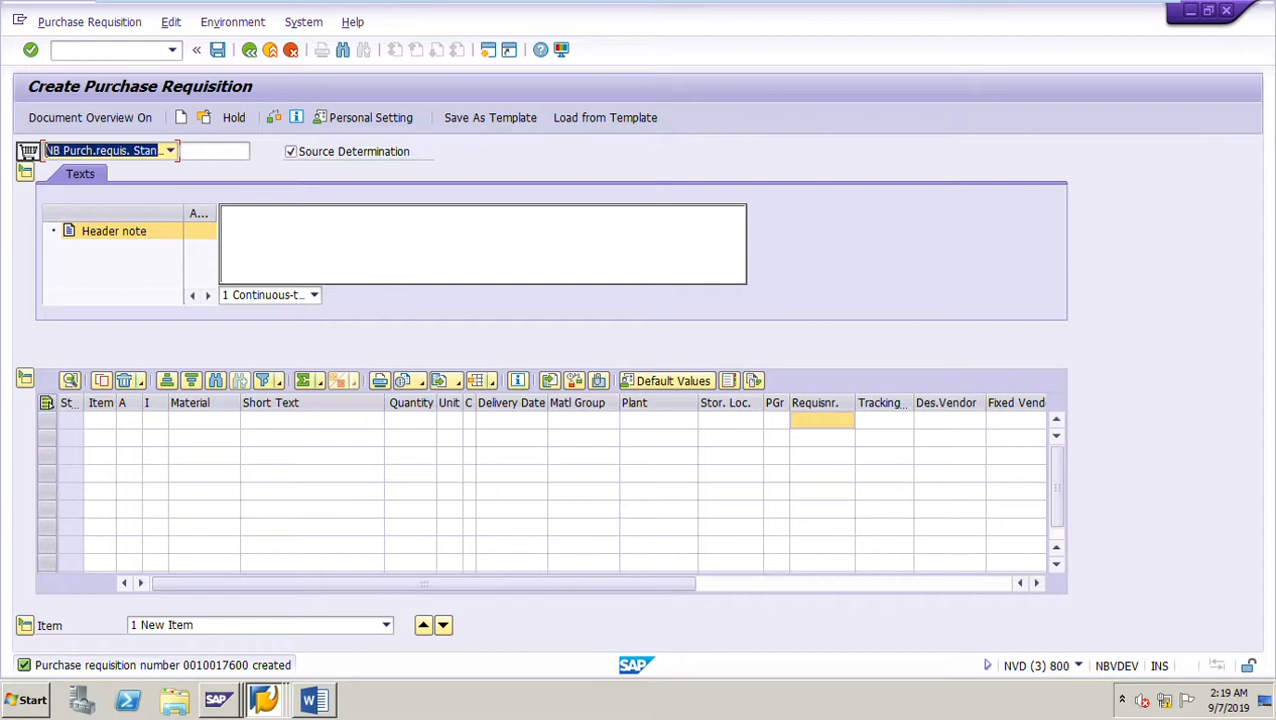 Purchase Requisition Edit Environment System Help
Create Purchase Requisition
Document Overview On Hold Personal Setting Save As Template Load from Template
NB Purch.requis. Stan... Source Determination
Texts
A...
Header note
1 Continuous-t...
Default Values
St... Item A I Material Short Text Quantity Unit C Delivery Date Matl Group Plant Stor. Loc. PGr Requisnr. Tracking... Des.Vendor Fixed Vend
Item 1 New Item
Purchase requisition number 0010017600 created SAP NVD (3) 800 NBVDEV INS
Start SAP 2:19 AM
9/7/2019